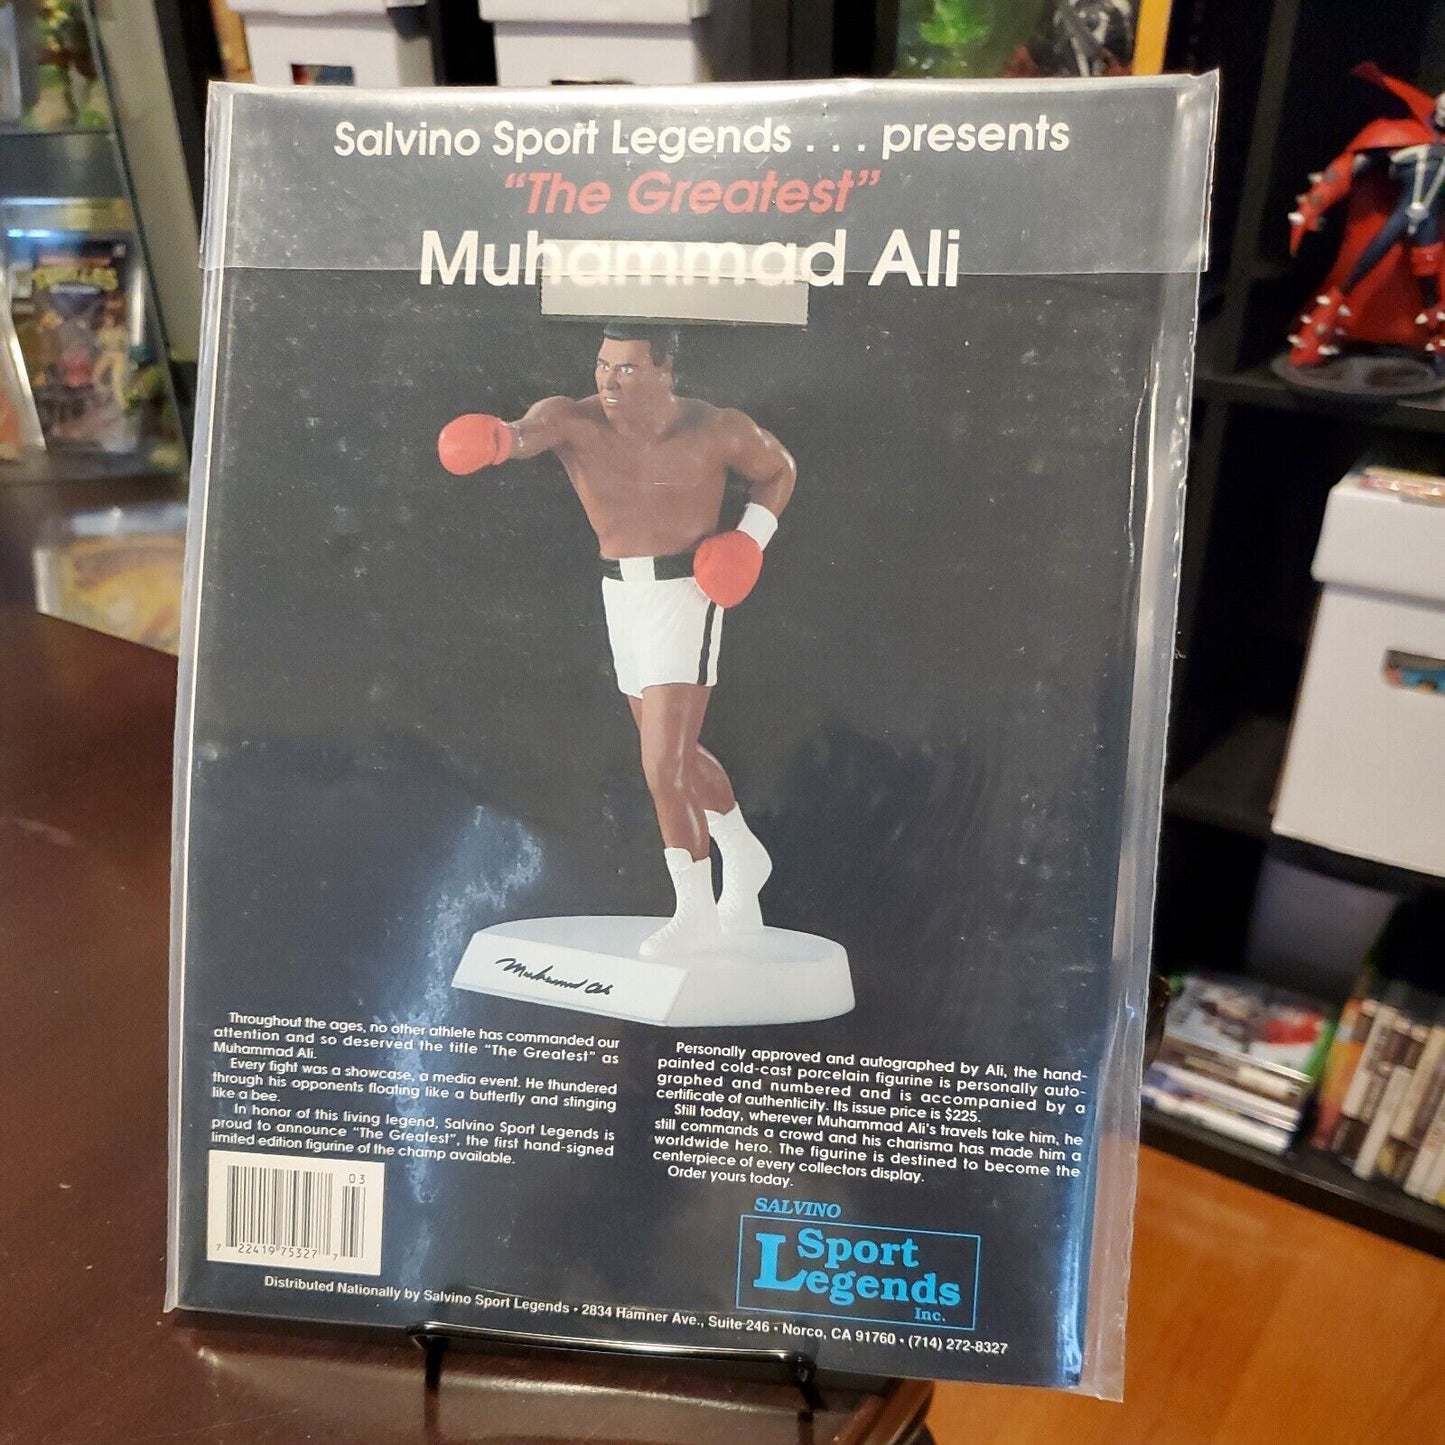 Salvino Sport Legends . . . presents
"The Greatest"
Muhammad Ali
Muhammad Ali
Throughout the ages, no other athlete has commanded our
attention and so deserved the title "The Greatest" as
Muhammad Ali.
Every fight was a showcase, a media event. He thundered
through his opponents floating like a butterfly and stinging
like a bee.
In honor of this living legend, Salvino Sport Legends is
proud to announce "The Greatest", the first hand-signed
limited edition figurine of the champ available.
Personally approved and autographed by Ali, the hand-
painted cold-cast porcelain figurine is personally auto-
graphed and numbered and is accompanied by a
certificate of authenticity. Its issue price is $225.
Still today, wherever Muhammad Ali's travels take him, he
still commands a crowd and his charisma has made him a
worldwide hero. The figurine is destined to become the
centerpiece of every collectors display.
Order yours today.
03
7 22419 75327 7
SALVINO
Sport
Legends
Inc.
Distributed Nationally by Salvino Sport Legends • 2834 Hamner Ave., Suite 246 • Norco, CA 91760 • (714) 272-8327